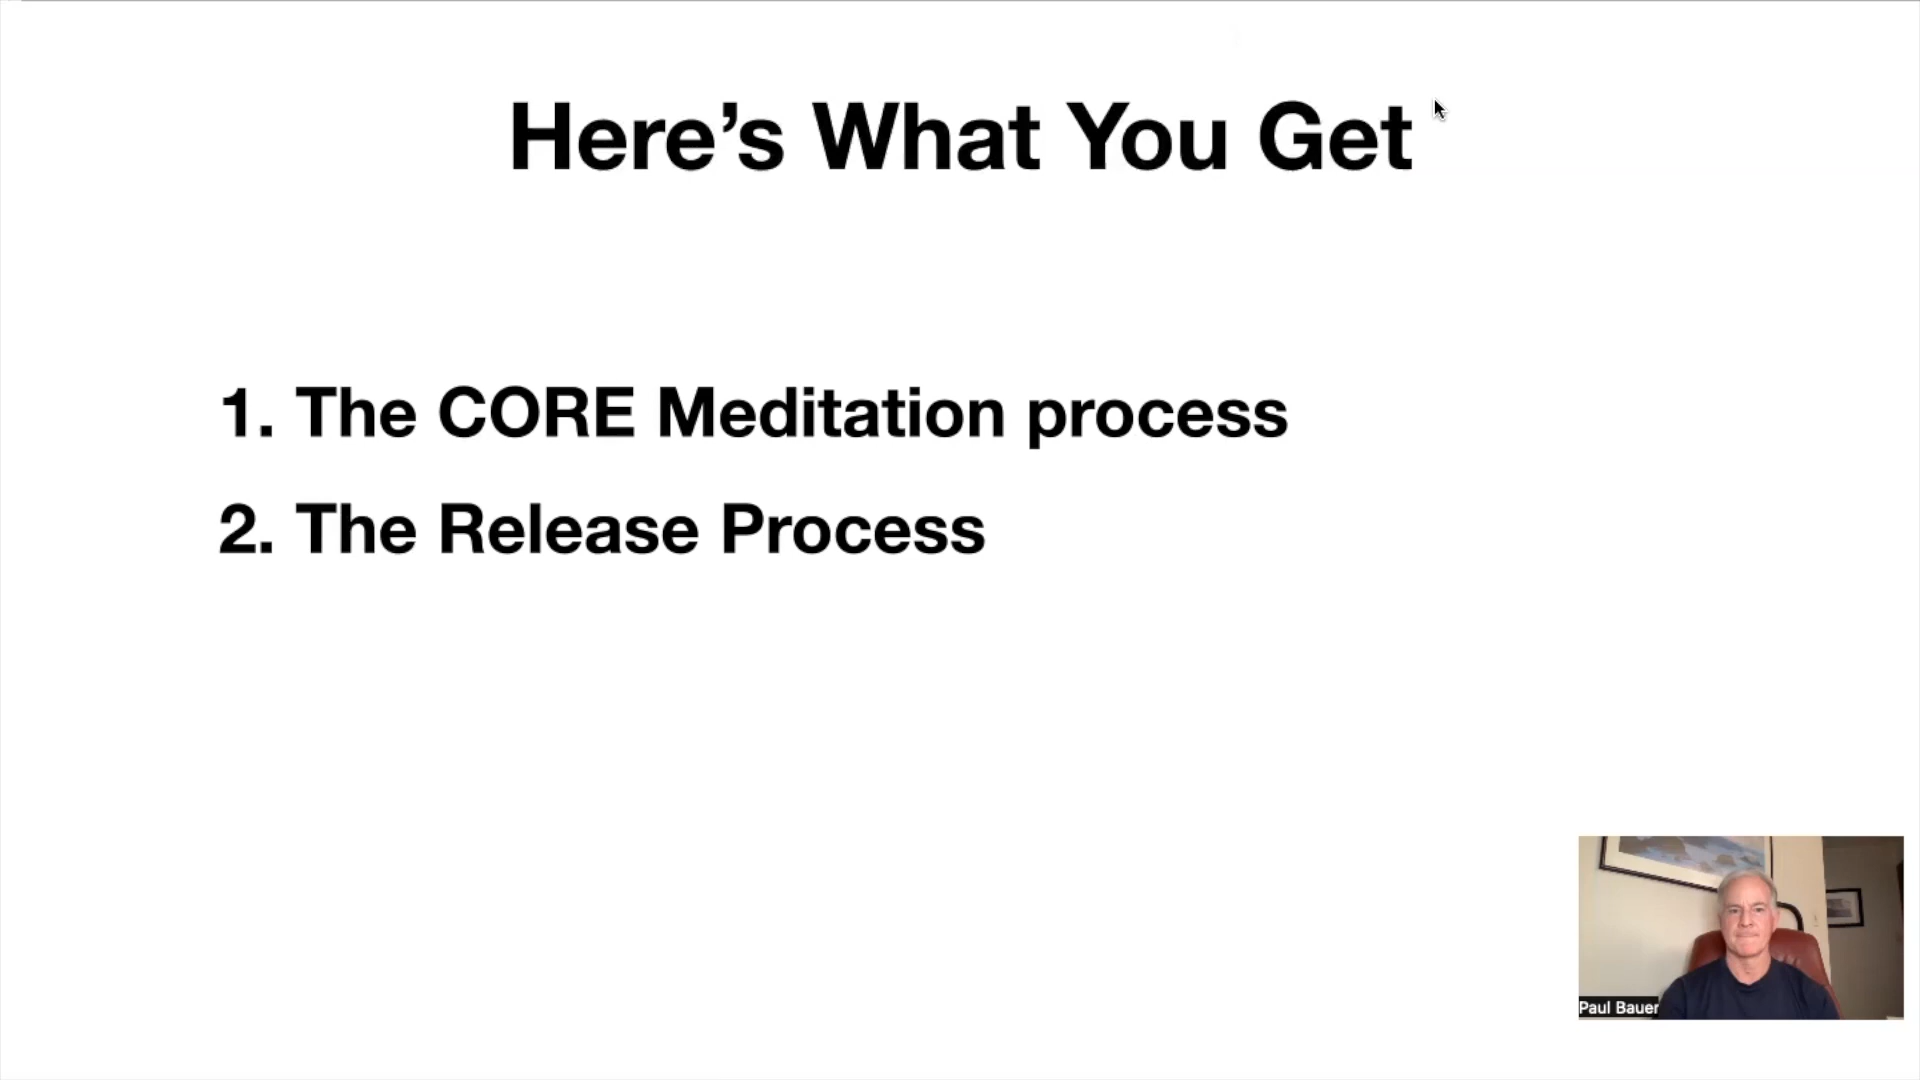 Here’s What You Get
1. The CORE Meditation process
2. The Release Process
Paul Bauer